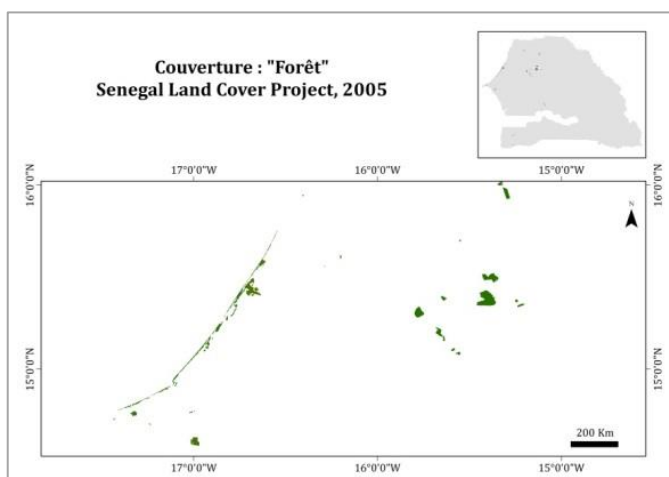 Couverture : "Forêt"
Senegal Land Cover Project, 2005
17°0'0"W 16°0'0"W 15°0'0"W
16°0'0"N 16°0'0"N
N
15°0'0"N 15°0'0"N
200 Km
17°0'0"W 16°0'0"W 15°0'0"W